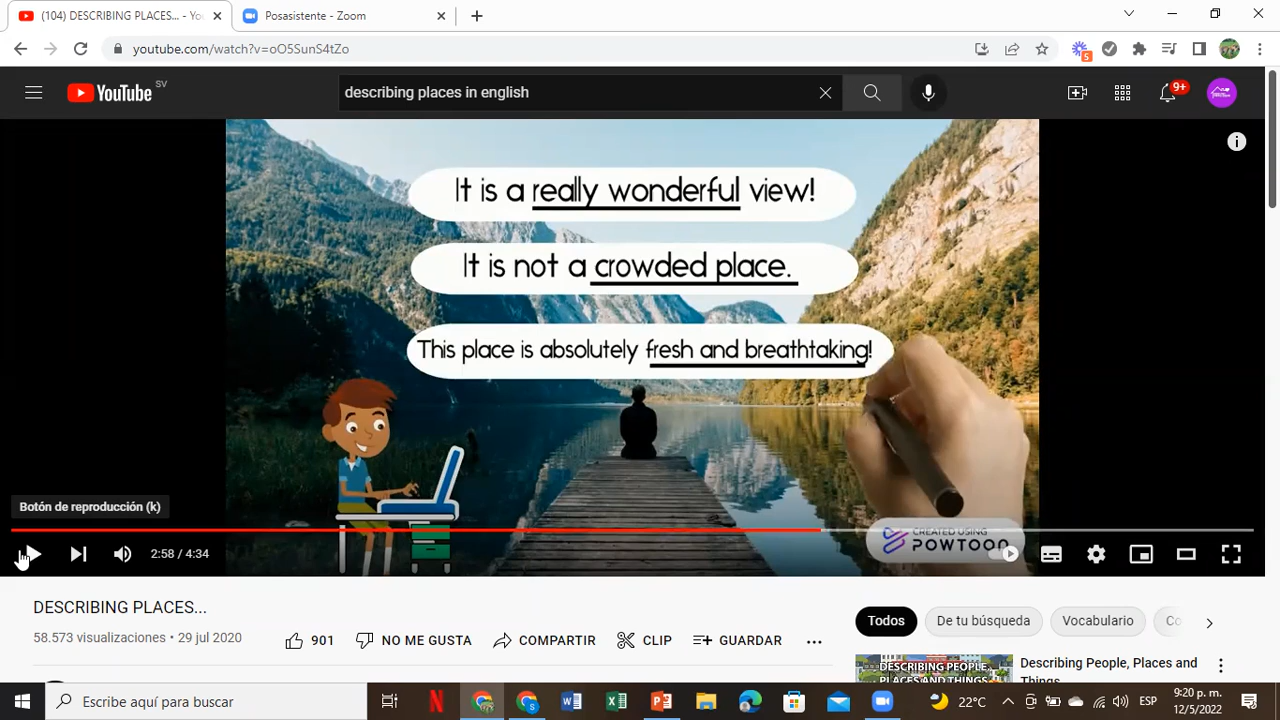 (104) DESCRIBING PLACES... - Yo
Posasistente - Zoom
youtube.com/watch?v=oO5SunS4tZo
5
YouTube SV
describing places in english
9+
It is a really wonderful view!
It is not a crowded place.
This place is absolutely fresh and breathtaking!
Botón de reproducción (k)
CREATED USING
POWTOON
2:58 / 4:34
DESCRIBING PLACES...
58.573 visualizaciones • 29 jul 2020
901
NO ME GUSTA
COMPARTIR
CLIP
GUARDAR
Todos
De tu búsqueda
Vocabulario
Co
DESCRIBING PEOPLE,
PLACES AND THINGS
Describing People, Places and
Things
Escribe aquí para buscar
22°C
ESP
9:20 p. m.
12/5/2022